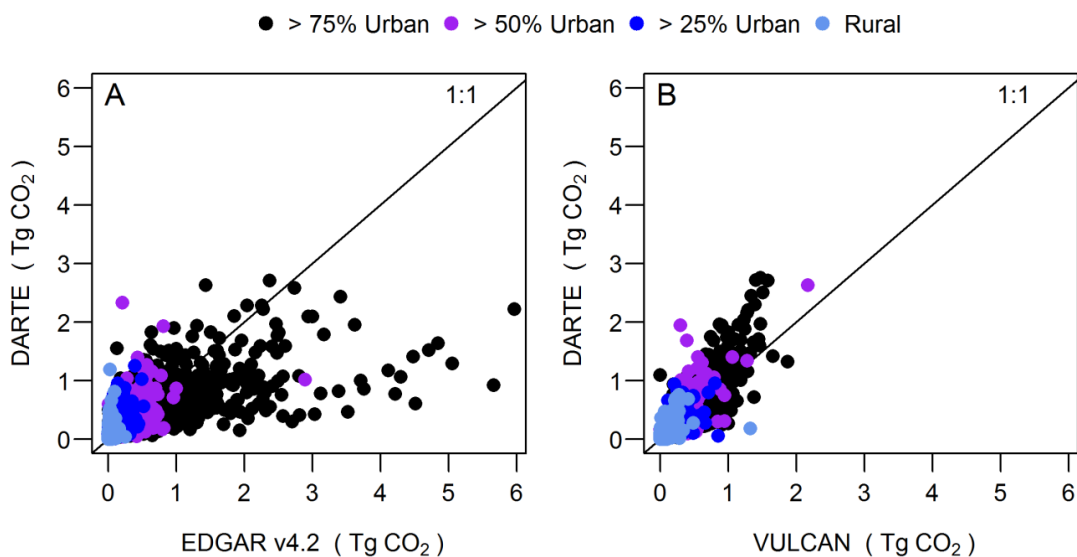 > 75% Urban > 50% Urban > 25% Urban Rural
A 1:1
6
5
4
3
2
1
0
DARTE ( Tg CO₂ )
0 1 2 3 4 5 6
EDGAR v4.2 ( Tg CO₂ )
B 1:1
6
5
4
3
2
1
0
DARTE ( Tg CO₂ )
0 1 2 3 4 5 6
VULCAN ( Tg CO₂ )